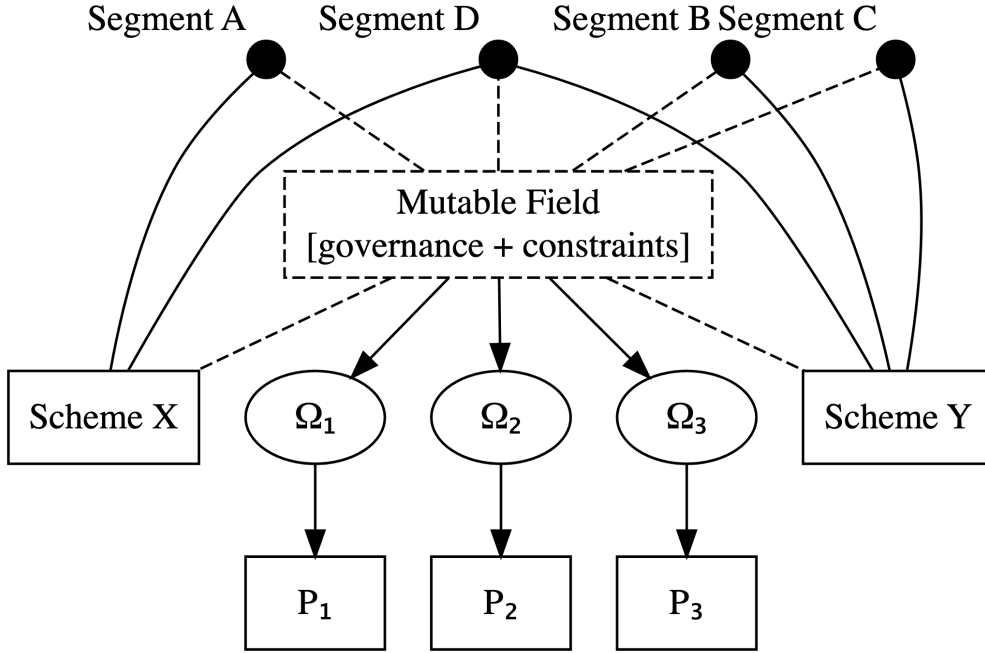 Segment A
Segment D
Segment B
Segment C
Mutable Field
[governance + constraints]
Scheme X
Ω₁
Ω₂
Ω₃
Scheme Y
P₁
P₂
P₃